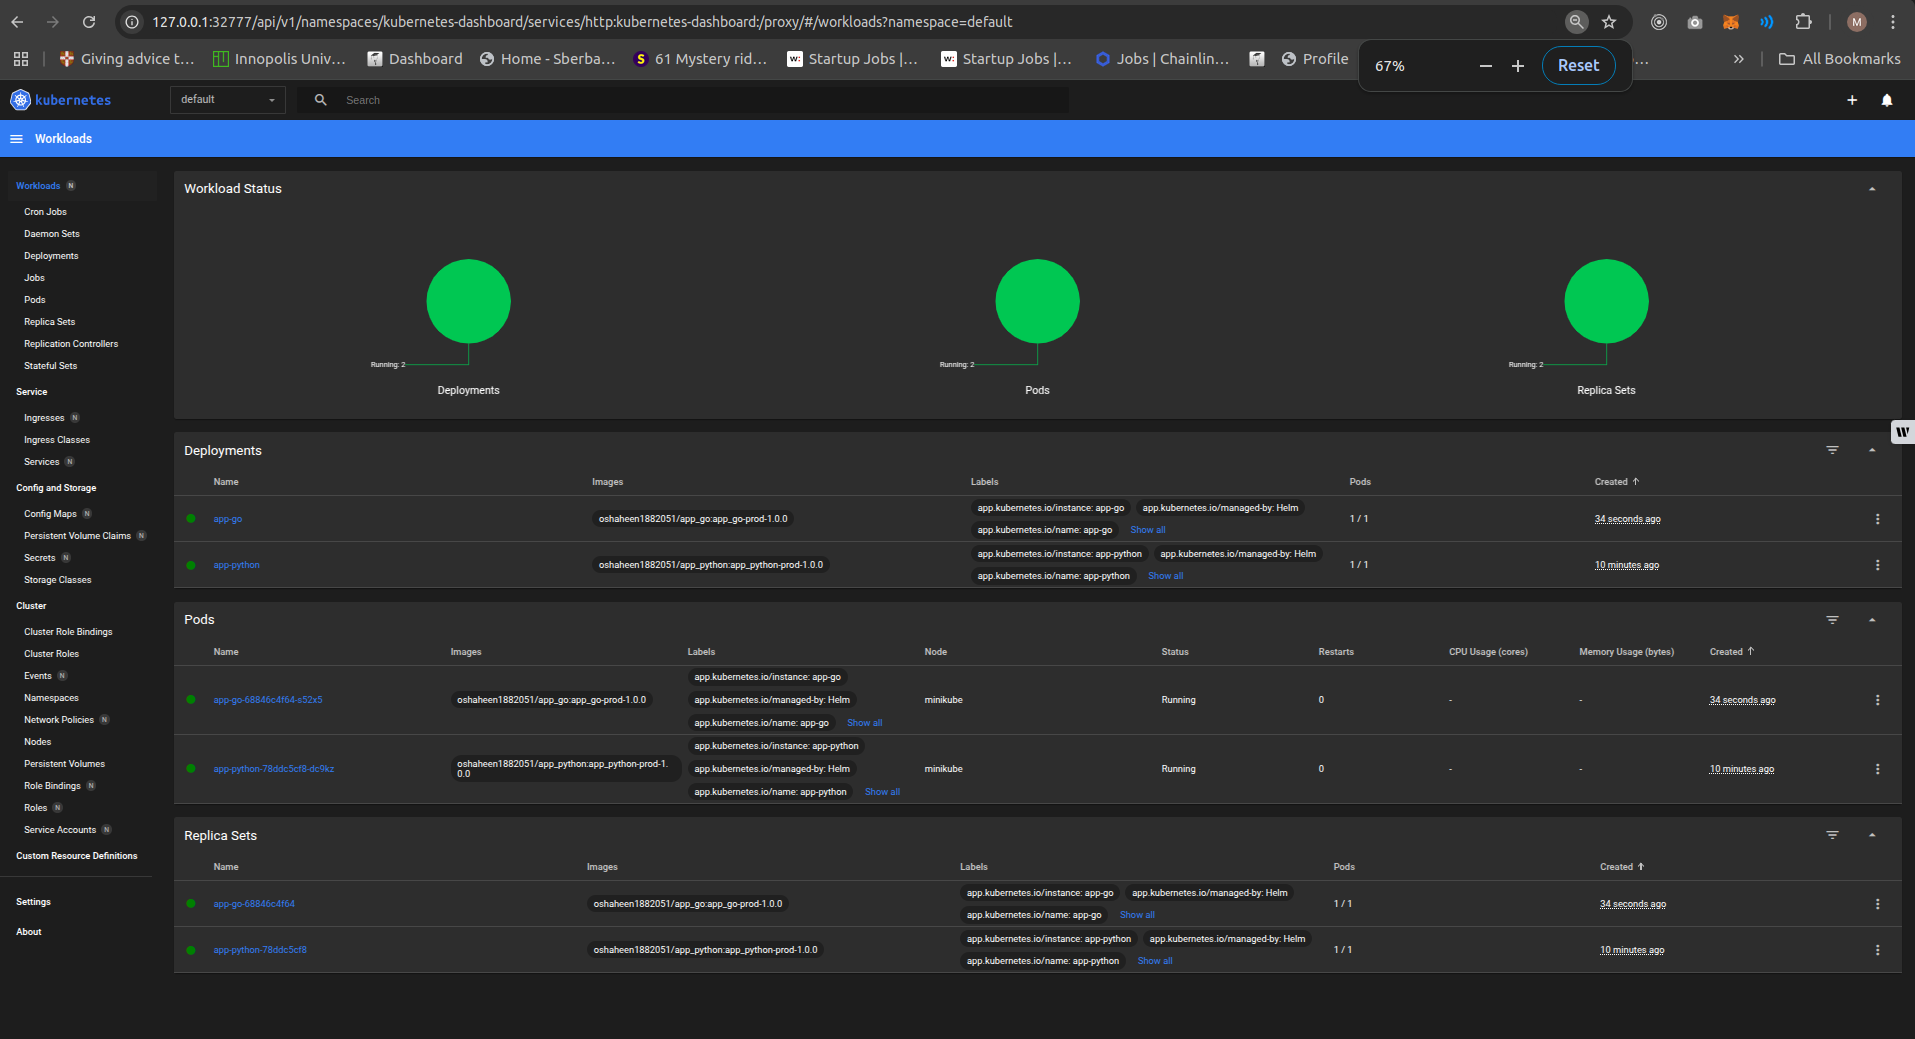 127.0.0.1:32777/api/v1/namespaces/kubernetes-dashboard/services/http:kubernetes-dashboard:/proxy/#/workloads?namespace=default
M
Giving advice t...
Innopolis Univ...
Dashboard
Home - Sberba...
S
61 Mystery rid...
w:
Startup Jobs |...
w:
Startup Jobs |...
Jobs | Chainlin...
Profile
...
»
All Bookmarks
67%
Reset
kubernetes
default
Search
Workloads
Workloads N
Cron Jobs
Daemon Sets
Deployments
Jobs
Pods
Replica Sets
Replication Controllers
Stateful Sets
Service
Ingresses N
Ingress Classes
Services N
Config and Storage
Config Maps N
Persistent Volume Claims N
Secrets N
Storage Classes
Cluster
Cluster Role Bindings
Cluster Roles
Events N
Namespaces
Network Policies N
Nodes
Persistent Volumes
Role Bindings N
Roles N
Service Accounts N
Custom Resource Definitions
Settings
About
Workload Status
Running: 2
Deployments
Running: 2
Pods
Running: 2
Replica Sets
W
Deployments
Name Images Labels Pods Created
app-go oshaheen1882051/app_go:app_go-prod-1.0.0 app.kubernetes.io/instance: app-go app.kubernetes.io/managed-by: Helm 1 / 1 34 seconds ago
app.kubernetes.io/name: app-go Show all
app-python oshaheen1882051/app_python:app_python-prod-1.0.0 app.kubernetes.io/instance: app-python app.kubernetes.io/managed-by: Helm 1 / 1 10 minutes ago
app.kubernetes.io/name: app-python Show all
Pods
Name Images Labels Node Status Restarts CPU Usage (cores) Memory Usage (bytes) Created
app.kubernetes.io/instance: app-go
app-go-68846c4f64-s52x5 oshaheen1882051/app_go:app_go-prod-1.0.0 app.kubernetes.io/managed-by: Helm minikube Running 0 - - 34 seconds ago
app.kubernetes.io/name: app-go Show all
app.kubernetes.io/instance: app-python
app-python-78ddc5cf8-dc9kz oshaheen1882051/app_python:app_python-prod-1.
0.0 app.kubernetes.io/managed-by: Helm minikube Running 0 - - 10 minutes ago
app.kubernetes.io/name: app-python Show all
Replica Sets
Name Images Labels Pods Created
app-go-68846c4f64 oshaheen1882051/app_go:app_go-prod-1.0.0 app.kubernetes.io/instance: app-go app.kubernetes.io/managed-by: Helm 1 / 1 34 seconds ago
app.kubernetes.io/name: app-go Show all
app-python-78ddc5cf8 oshaheen1882051/app_python:app_python-prod-1.0.0 app.kubernetes.io/instance: app-python app.kubernetes.io/managed-by: Helm 1 / 1 10 minutes ago
app.kubernetes.io/name: app-python Show all